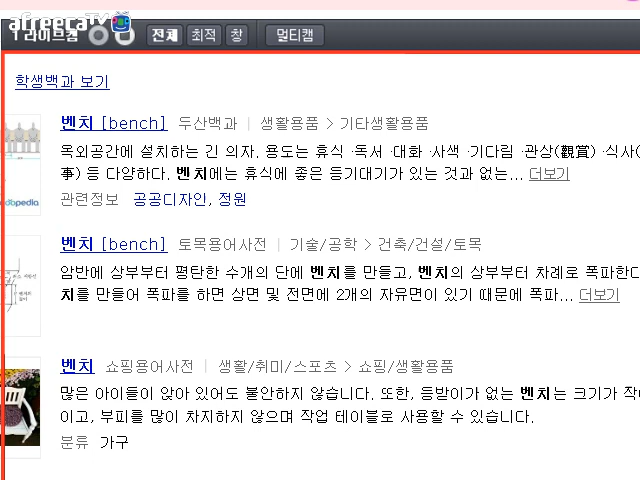 afreecaTV
라이브캠 전체 최적 창 멀티캠
학생백과 보기
벤치 [bench] 두산백과 | 생활용품 > 기타생활용품
옥외공간에 설치하는 긴 의자. 용도는 휴식 ·독서 ·대화 ·사색 ·기다림 ·관상(觀賞) ·식사(
事) 등 다양하다. 벤치에는 휴식에 좋은 등기대기가 있는 것과 없는... 더보기
관련정보 공공디자인, 정원
벤치 [bench] 토목용어사전 | 기술/공학 > 건축/건설/토목
암반에 상부부터 평탄한 수개의 단에 벤치를 만들고, 벤치의 상부부터 차례로 폭파한다
치를 만들어 폭파를 하면 상면 및 전면에 2개의 자유면이 있기 때문에 폭파... 더보기
벤치 쇼핑용어사전 | 생활/취미/스포츠 > 쇼핑/생활용품
많은 아이들이 앉아 있어도 불안하지 않습니다. 또한, 등받이가 없는 벤치는 크기가 작
이고, 부피를 많이 차지하지 않으며 작업 테이블로 사용할 수 있습니다.
분류 가구